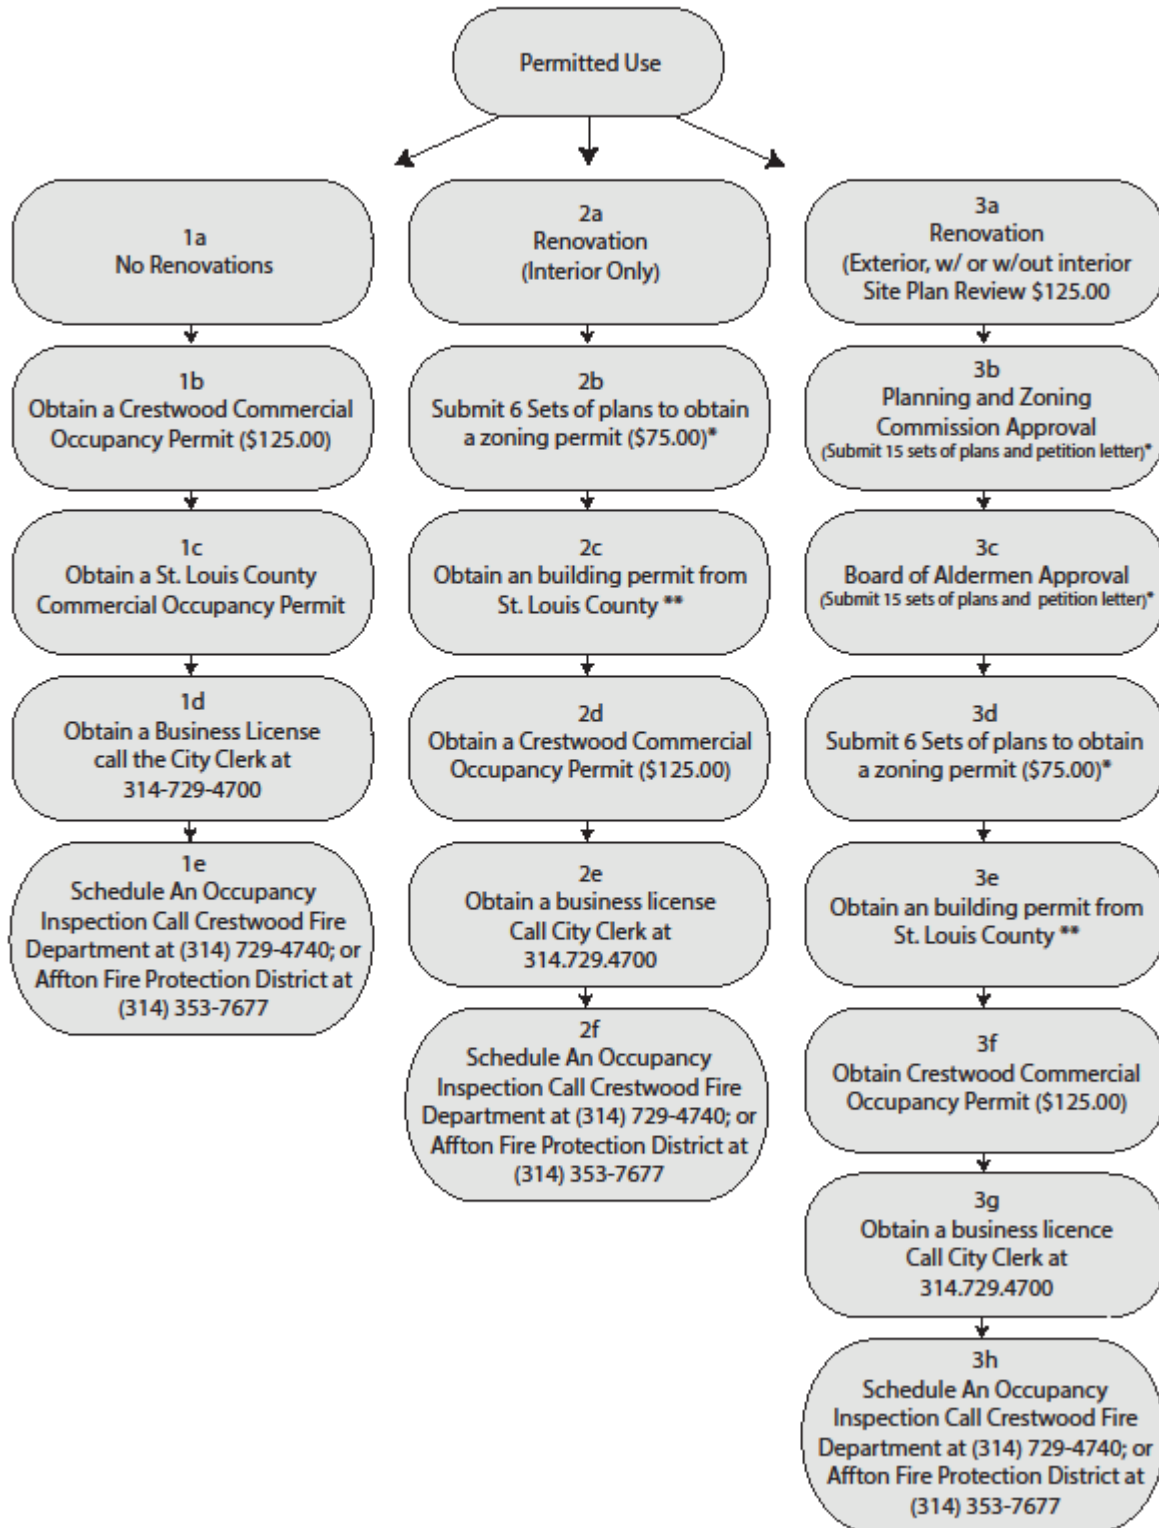 Permitted Use
1a
No Renovations
1b
Obtain a Crestwood Commercial
Occupancy Permit ($125.00)
1c
Obtain a St. Louis County
Commercial Occupancy Permit
1d
Obtain a Business License
call the City Clerk at
314-729-4700
1e
Schedule An Occupancy
Inspection Call Crestwood Fire
Department at (314) 729-4740; or
Affton Fire Protection District at
(314) 353-7677
2a
Renovation
(Interior Only)
2b
Submit 6 Sets of plans to obtain
a zoning permit ($75.00)*
2c
Obtain an building permit from
St. Louis County **
2d
Obtain a Crestwood Commercial
Occupancy Permit ($125.00)
2e
Obtain a business license
Call City Clerk at
314.729.4700
2f
Schedule An Occupancy
Inspection Call Crestwood Fire
Department at (314) 729-4740; or
Affton Fire Protection District at
(314) 353-7677
3a
Renovation
(Exterior, w/ or w/out interior
Site Plan Review $125.00
3b
Planning and Zoning
Commission Approval
(Submit 15 sets of plans and petition letter)*
3c
Board of Aldermen Approval
(Submit 15 sets of plans and petition letter)*
3d
Submit 6 Sets of plans to obtain
a zoning permit ($75.00)*
3e
Obtain an building permit from
St. Louis County **
3f
Obtain Crestwood Commercial
Occupancy Permit ($125.00)
3g
Obtain a business licence
Call City Clerk at
314.729.4700
3h
Schedule An Occupancy
Inspection Call Crestwood Fire
Department at (314) 729-4740; or
Affton Fire Protection District at
(314) 353-7677